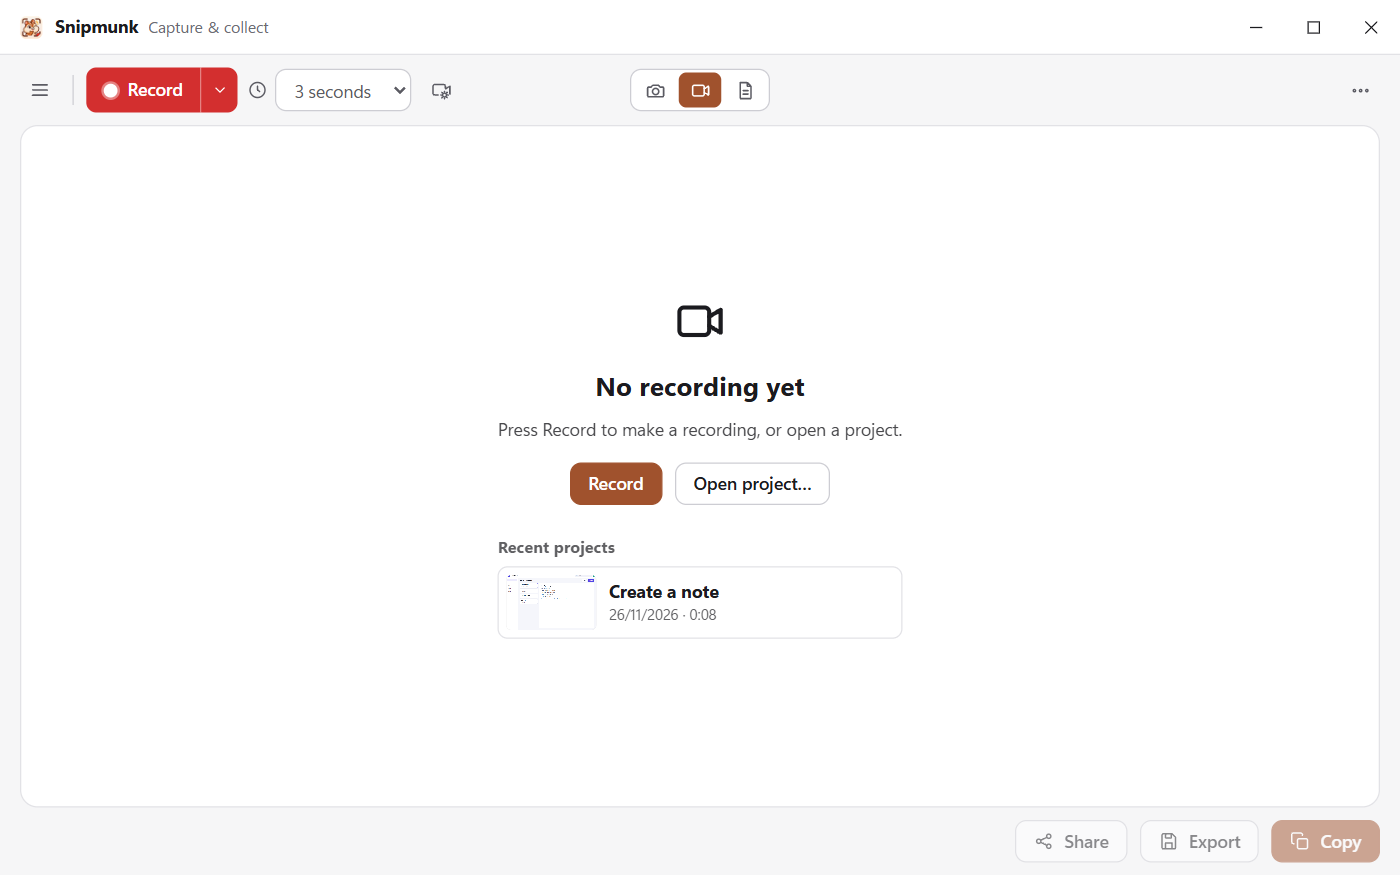 Snipmunk Capture & collect
Record 3 seconds
No recording yet
Press Record to make a recording, or open a project.
Record Open project...
Recent projects
Create a note
26/11/2026 · 0:08
Share Export Copy